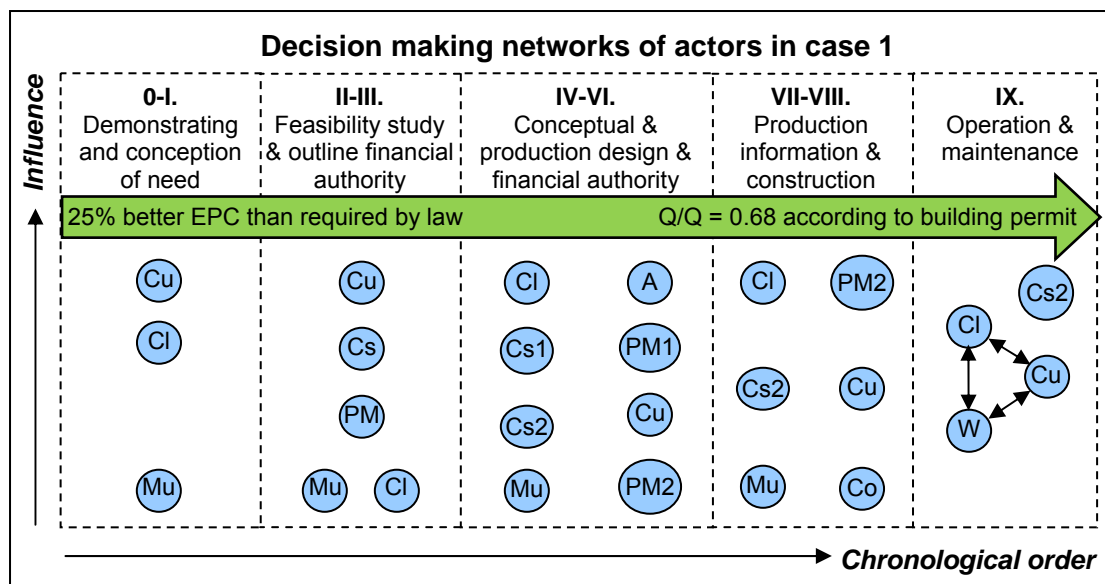 Decision making networks of actors in case 1
Influence
0-I.
Demonstrating
and conception
of need
II-III.
Feasibility study
& outline financial
authority
IV-VI.
Conceptual &
production design &
financial authority
VII-VIII.
Production
information &
construction
IX.
Operation &
maintenance
25% better EPC than required by law
Q/Q = 0.68 according to building permit
Cu
Cl
Mu
Cu
Cs
PM
Mu Cl
Cl A
Cs1 PM1
Cs2 Cu
Mu PM2
Cl PM2
Cs2 Cu
Mu Co
Cs2
Cl
Cu
W
Chronological order